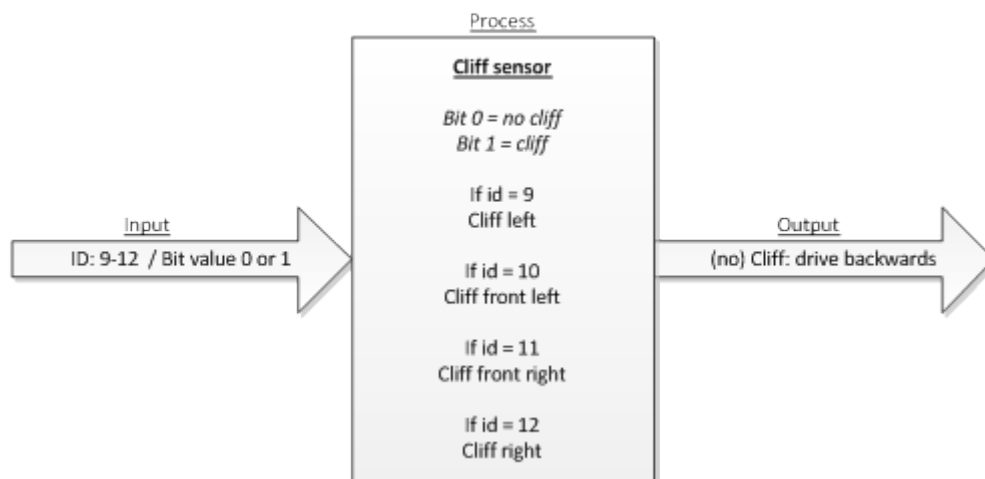 Process
Cliff sensor
Bit 0 = no cliff
Bit 1 = cliff
If id = 9
Cliff left
If id = 10
Cliff front left
If id = 11
Cliff front right
If id = 12
Cliff right
Input
ID: 9-12 / Bit value 0 or 1
Output
(no) Cliff: drive backwards